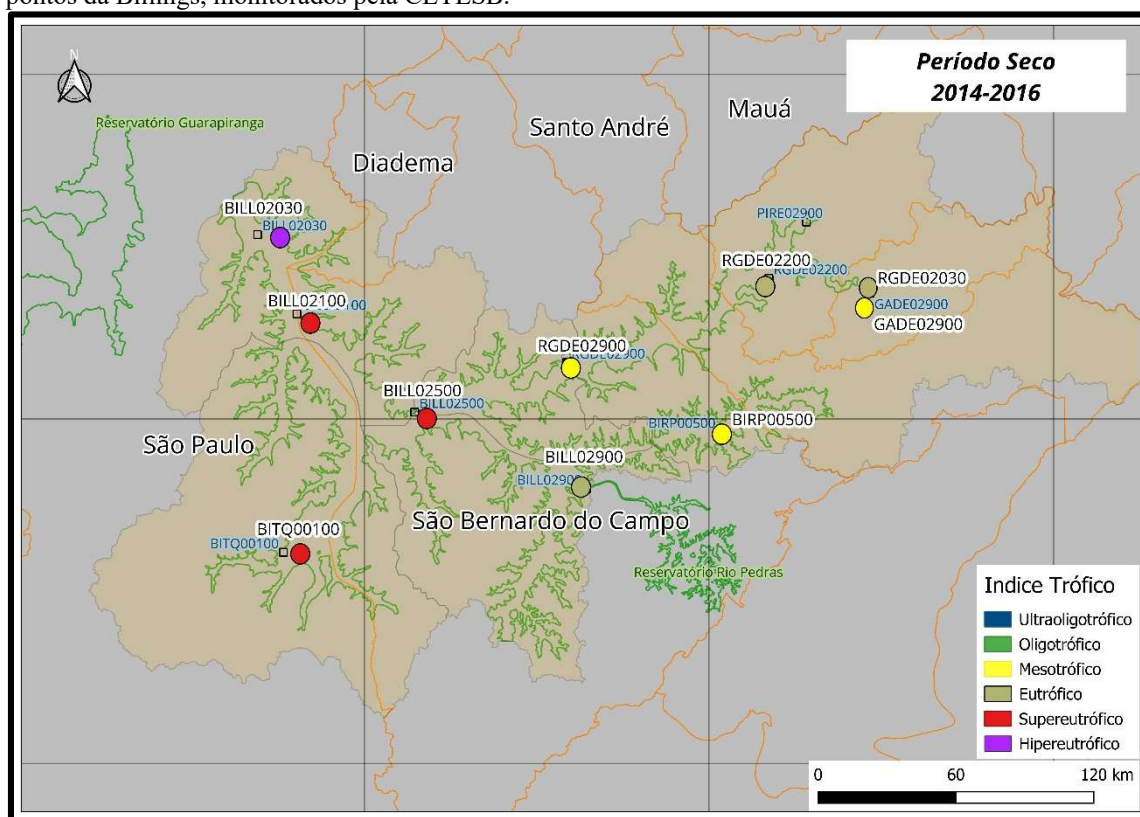 pontos da Billings, monitorados pela CETESB.
Período Seco
2014-2016
N
Mauá
Santo André
Reservatório Guarapiranga
Diadema
BILL02030
BILL02030
PIRE02900
RGDE02200
RGDE02200
RGDE02030
GADE02900
GADE02900
BILL02100
RGDE02900
RGDE02900
BILL02500
BILL02500
BIRP00500
BIRP00500
São Paulo
BILL02900
São Bernardo do Campo
BITQ00100
BITQ00100
Reservatório Rio Pedras
Indice Trófico
Ultraoligotrófico
Oligotrófico
Mesotrófico
Eutrófico
Supereutrófico
Hipereutrófico
0 60 120 km